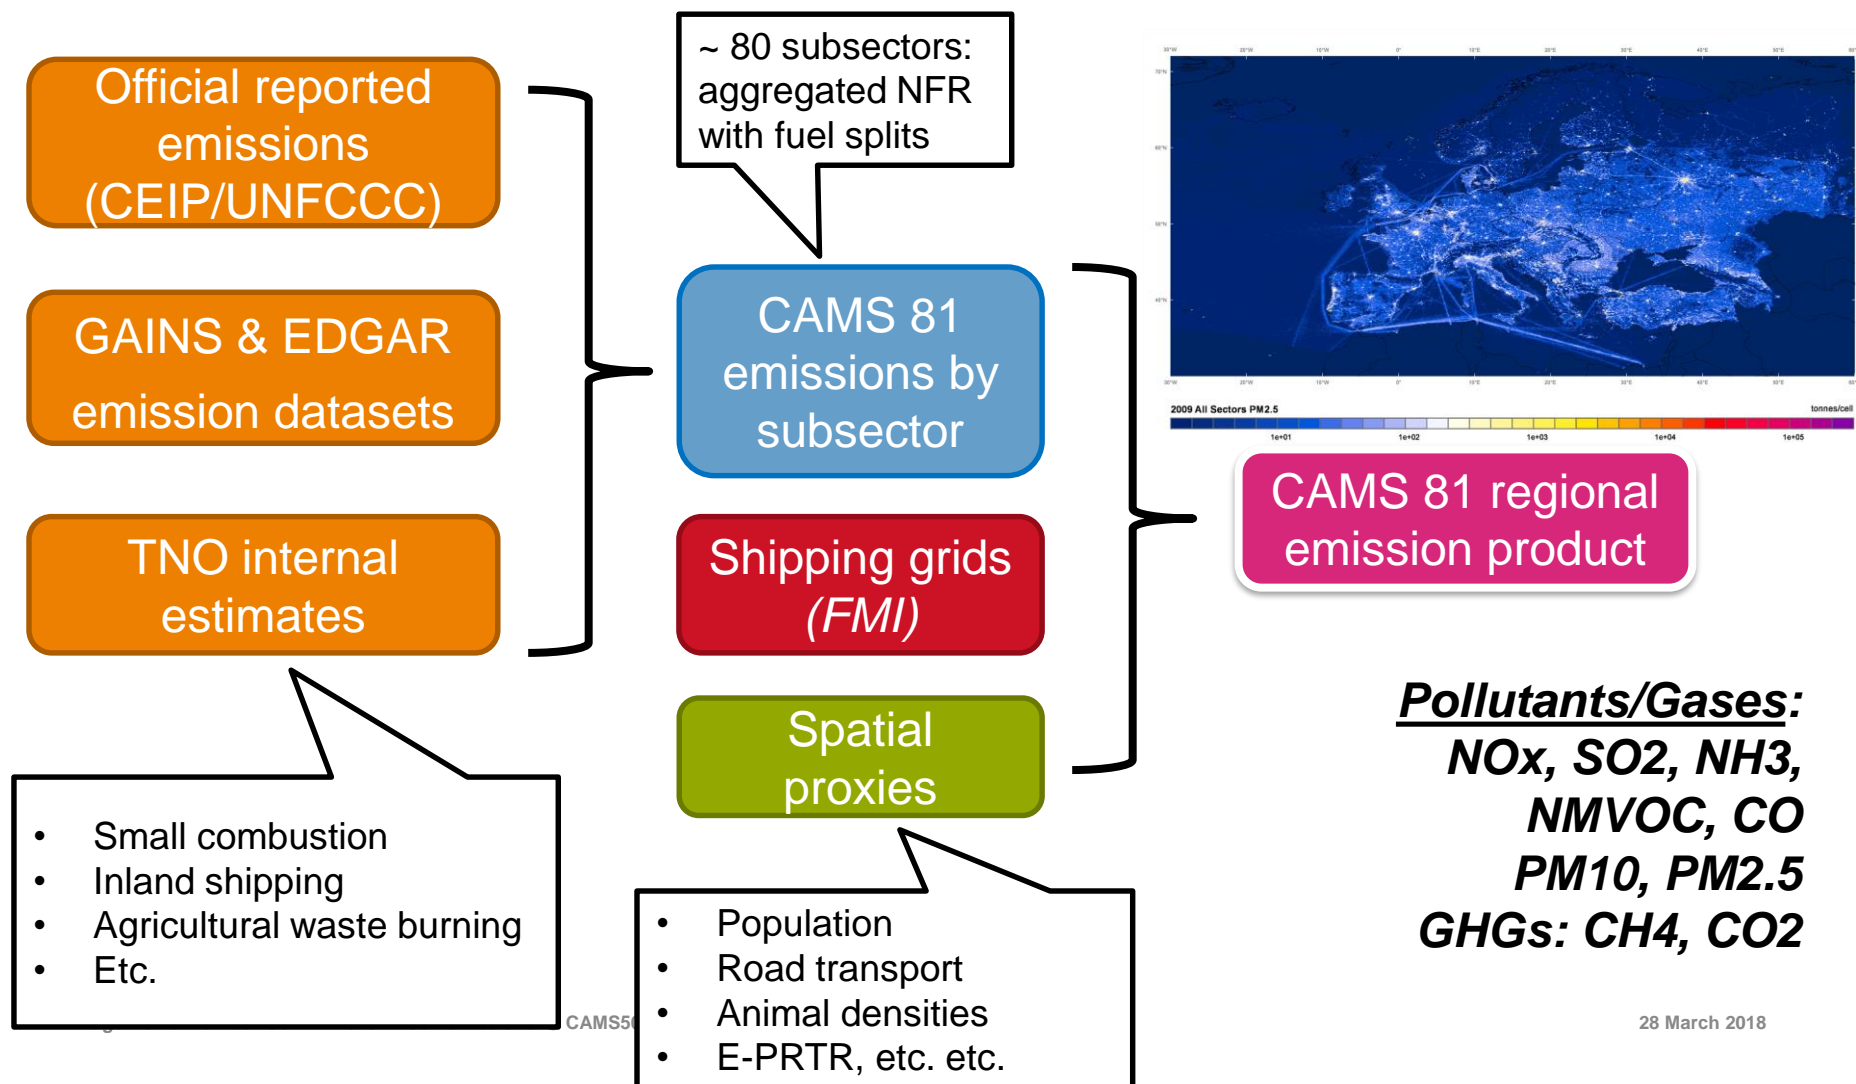 Official reported
emissions
(CEIP/UNFCCC)
GAINS & EDGAR
emission datasets
TNO internal
estimates
• Small combustion
• Inland shipping
• Agricultural waste burning
• Etc.
~ 80 subsectors:
aggregated NFR
with fuel splits
CAMS 81
emissions by
subsector
Shipping grids
(FMI)
Spatial
proxies
• Population
• Road transport
• Animal densities
• E-PRTR, etc. etc.
2009 All Sectors PM2.5 tonnes/cell
1e+01 1e+02 1e+03 1e+04 1e+05
CAMS 81 regional
emission product
Pollutants/Gases:
NOx, SO2, NH3,
NMVOC, CO
PM10, PM2.5
GHGs: CH4, CO2
28 March 2018